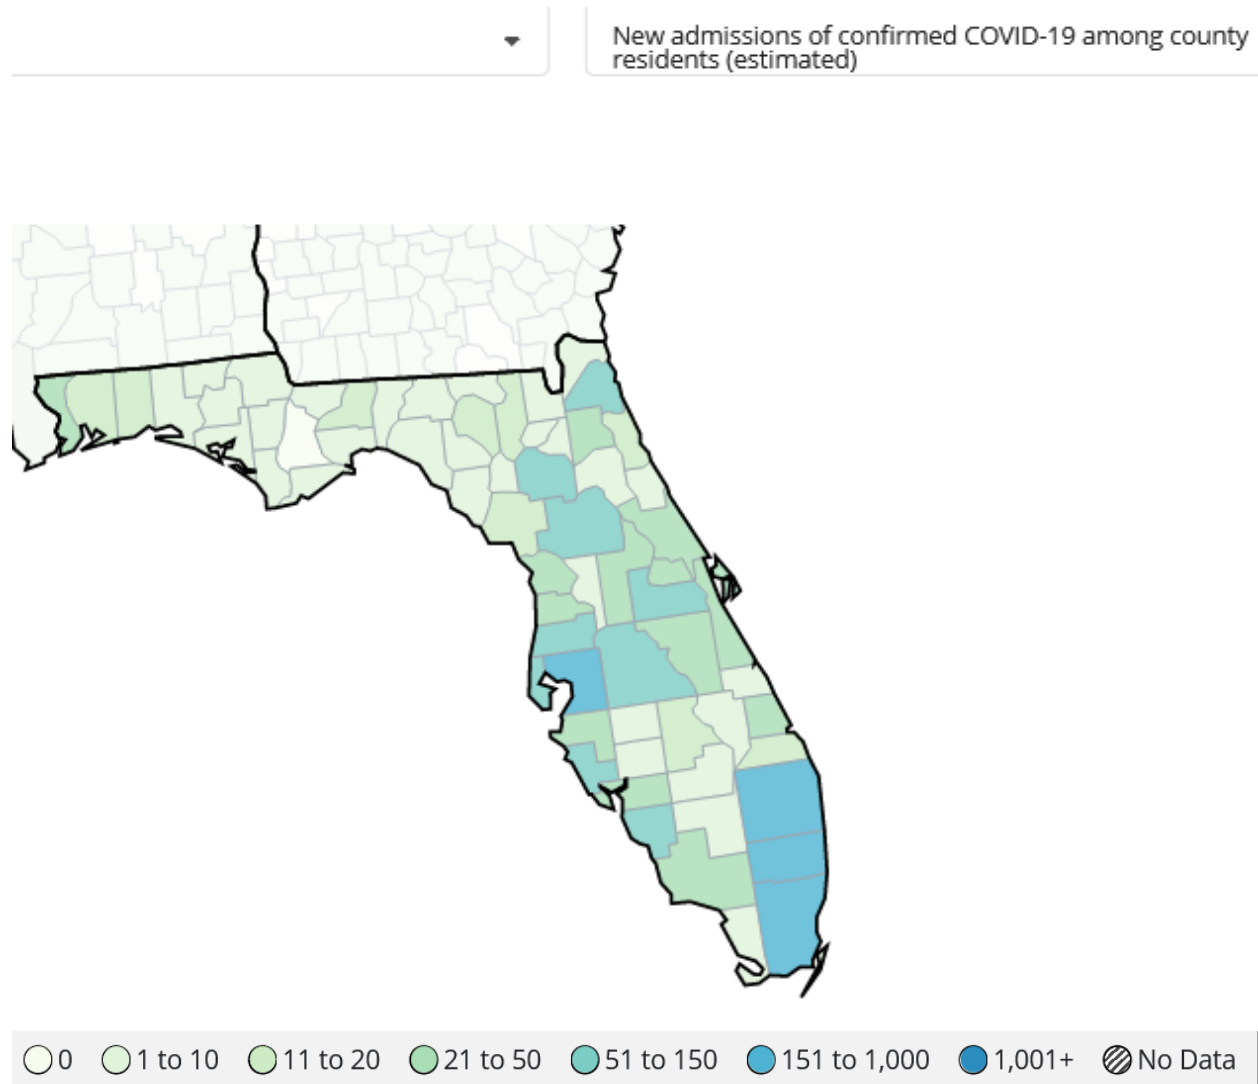 New admissions of confirmed COVID-19 among county
residents (estimated)
0 1 to 10 11 to 20 21 to 50 51 to 150 151 to 1,000 1,001+ No Data